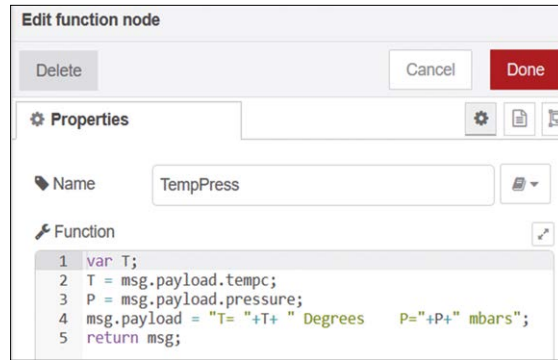 Edit function node
Delete Cancel Done
Properties
Name TempPress
Function
1 var T;
2 T = msg.payload.tempc;
3 P = msg.payload.pressure;
4 msg.payload = "T= "+T+ " Degrees    P="+P+" mbars";
5 return msg;